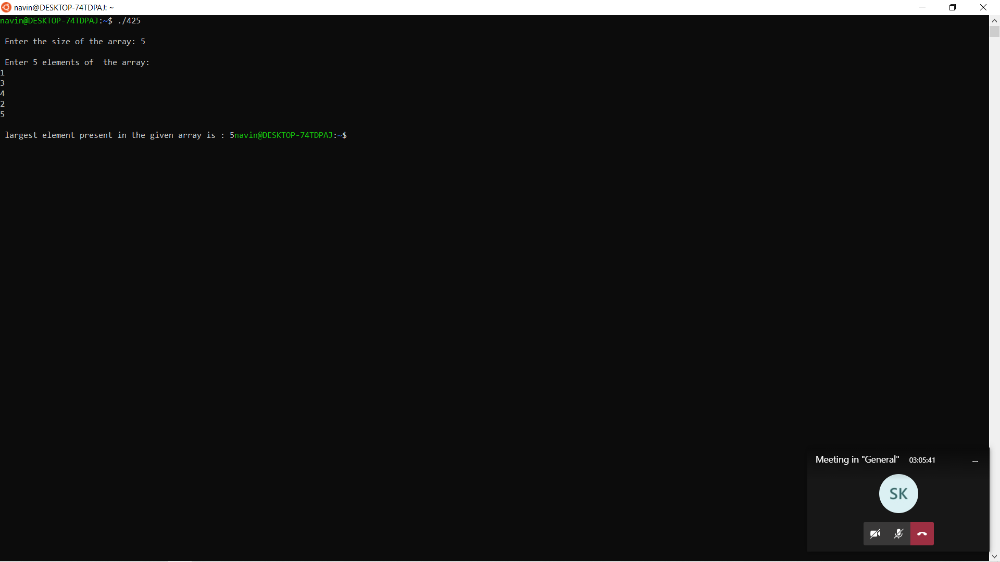 navin@DESKTOP-74TDPAJ: ~
navin@DESKTOP-74TDPAJ:~$ ./425
Enter the size of the array: 5
Enter 5 elements of  the array:
1
3
4
2
5
largest element present in the given array is : 5navin@DESKTOP-74TDPAJ:~$
Meeting in "General" 03:05:41
SK